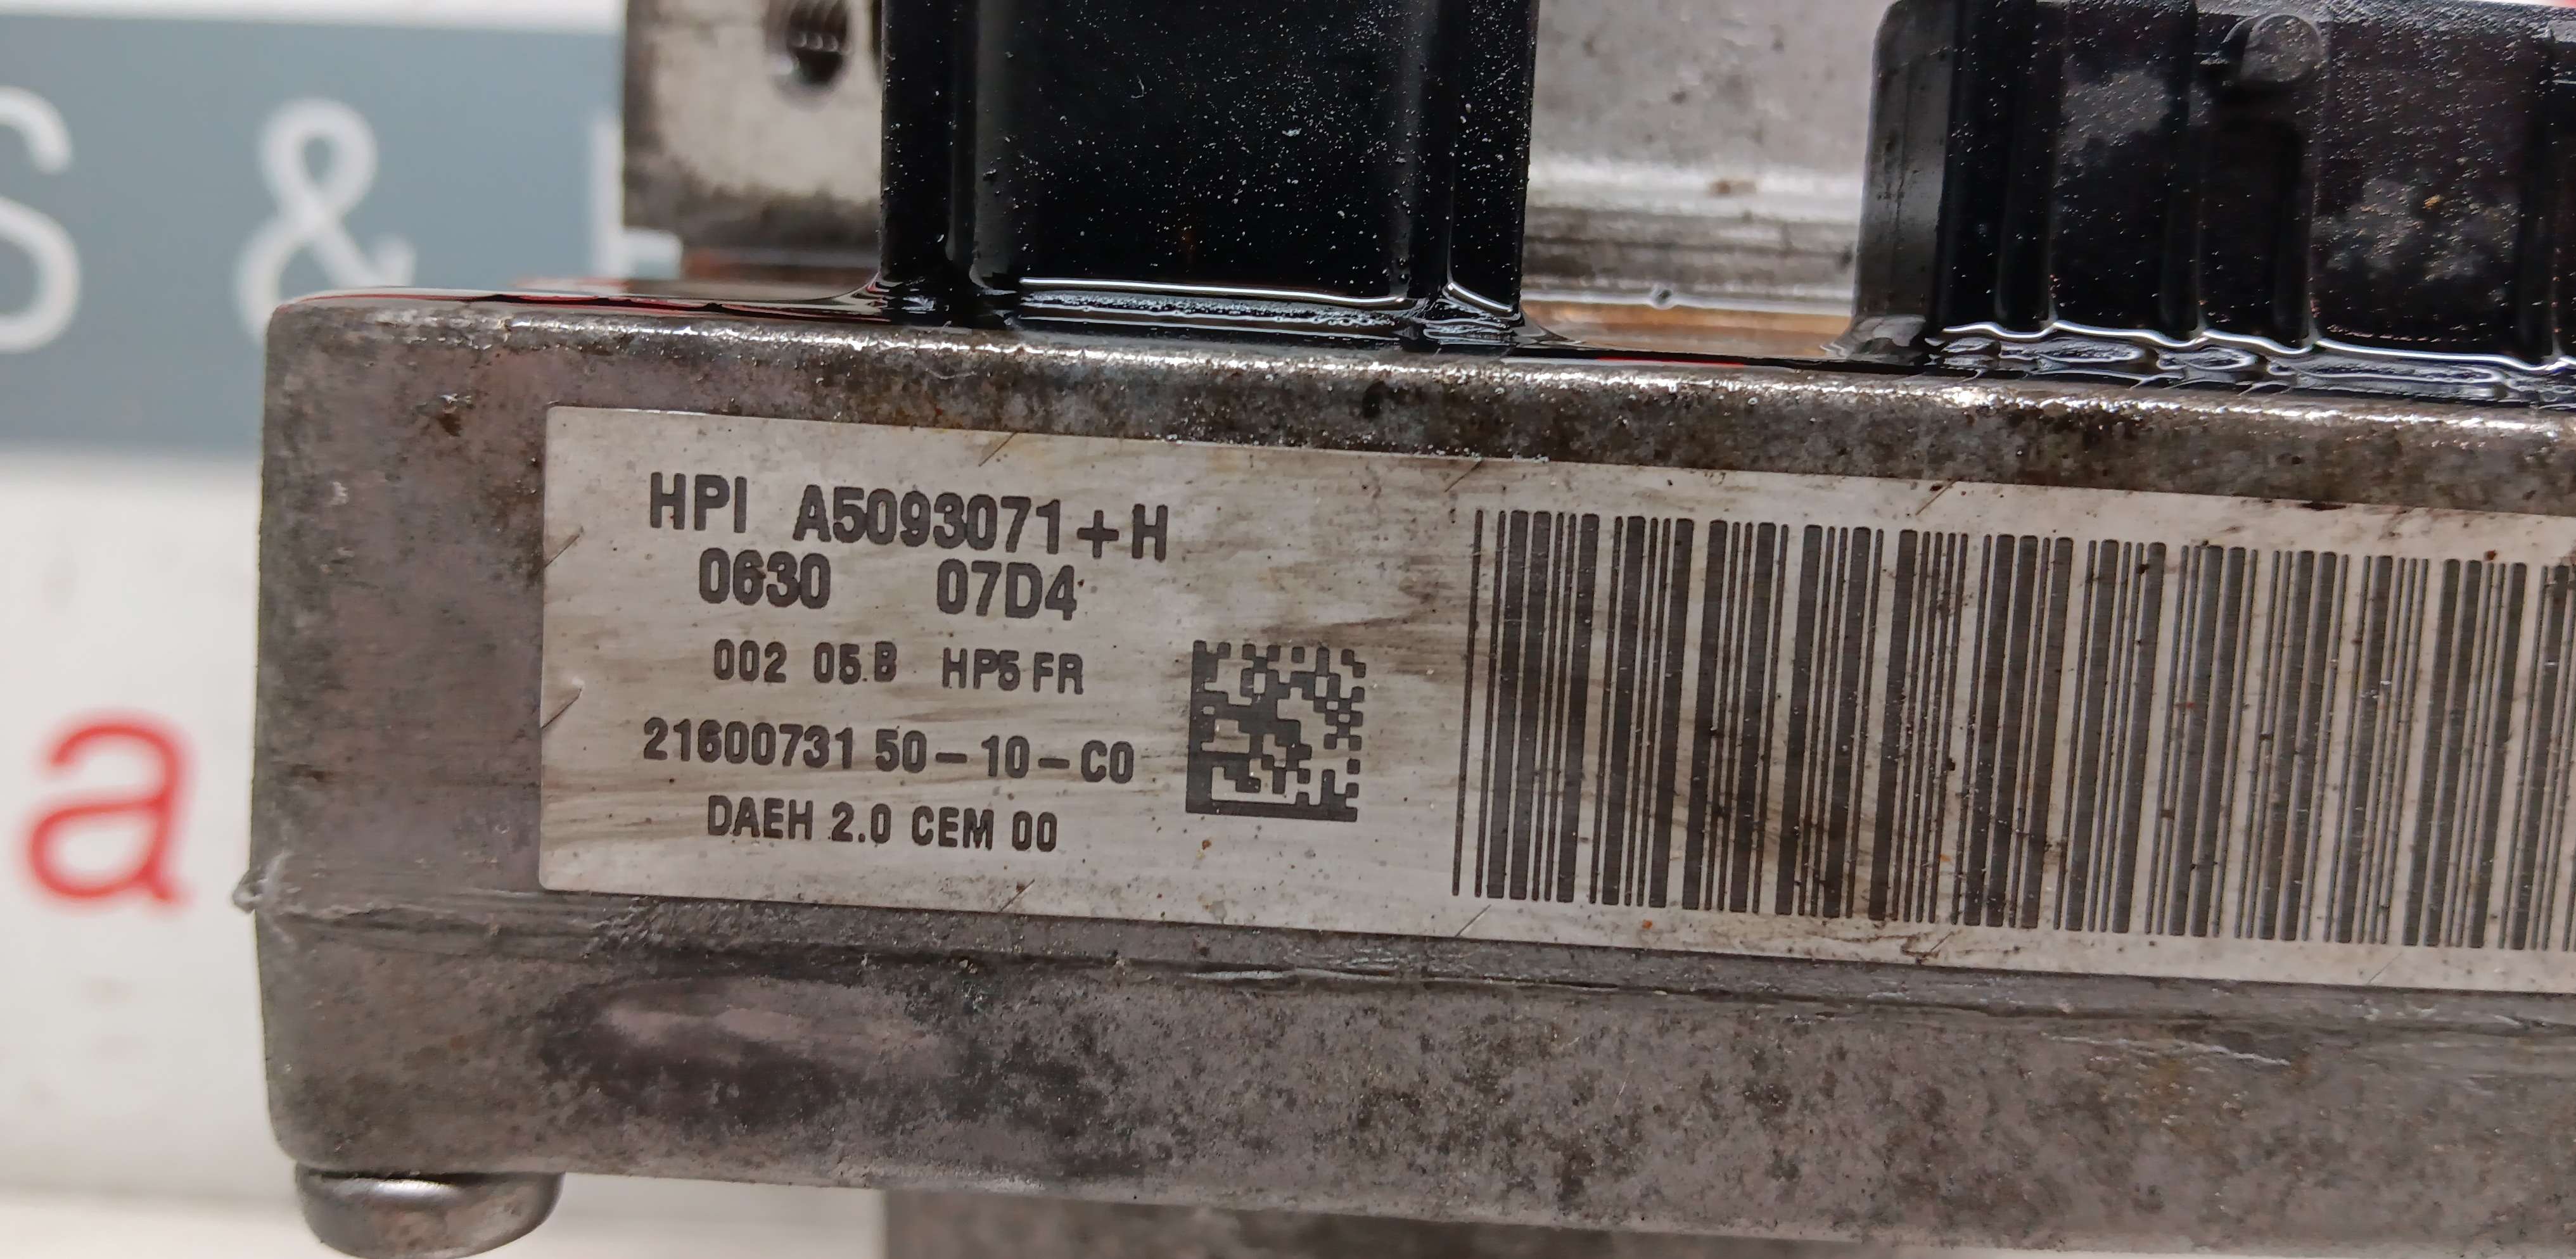 S &
a
HPI A5093071+H
0630 07D4
002 05.B HP5 FR
21600731 50-10-C0
DAEH 2.0 CEM 00